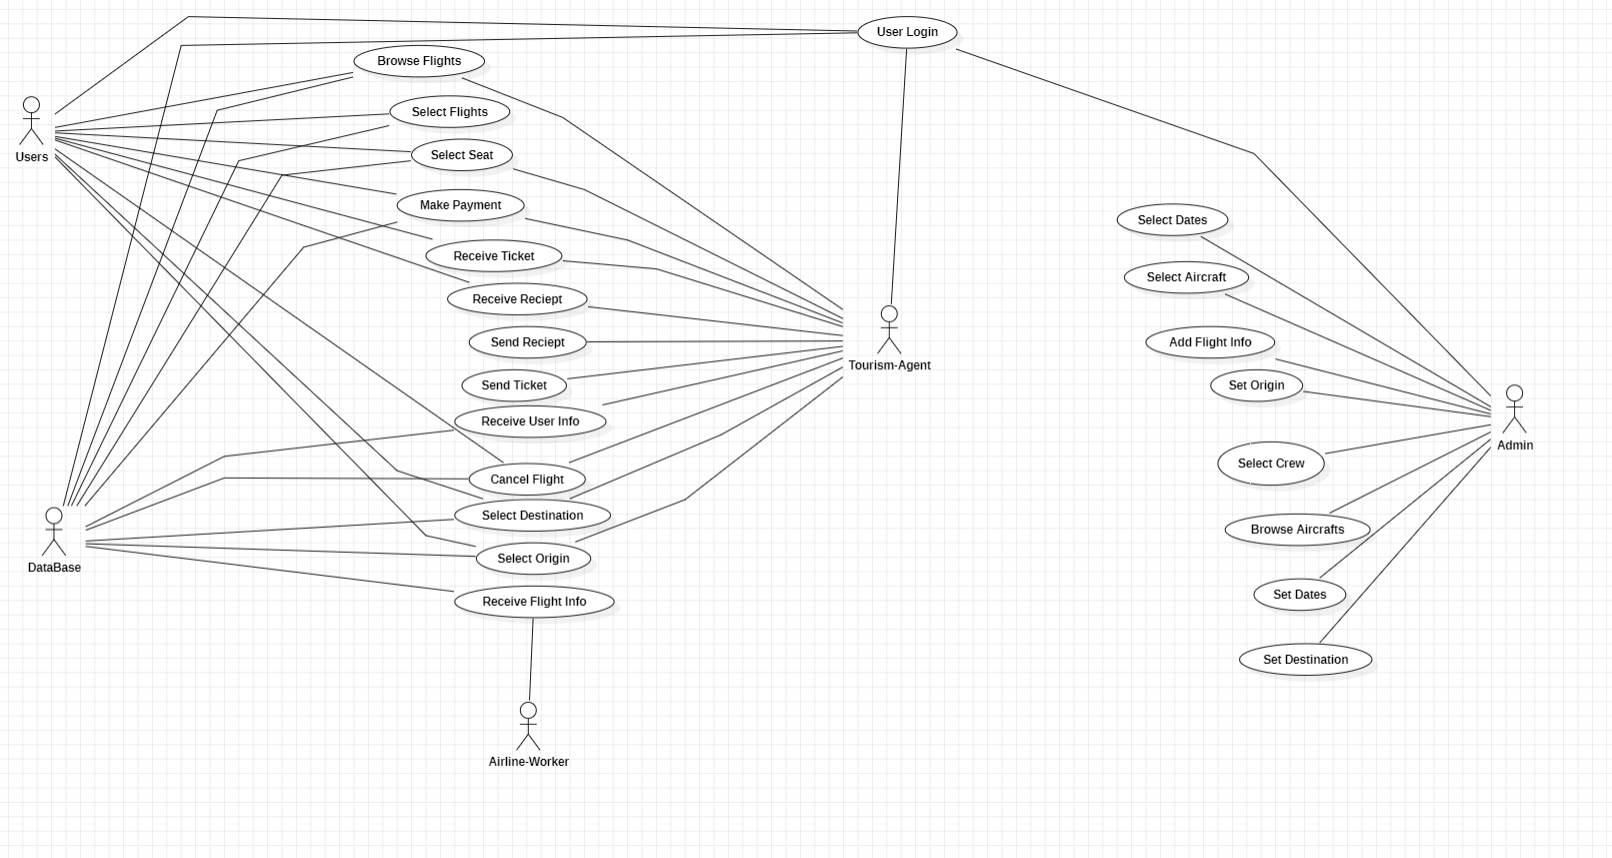 User Login
Browse Flights
Select Flights
Users
Select Seat
Make Payment
Select Dates
Receive Ticket
Select Aircraft
Receive Reciept
Send Reciept
Add Flight Info
Tourism-Agent
Send Ticket
Set Origin
Receive User Info
Admin
Select Crew
Cancel Flight
Select Destination
Browse Aircrafts
Select Origin
DataBase
Set Dates
Receive Flight Info
Set Destination
Airline-Worker